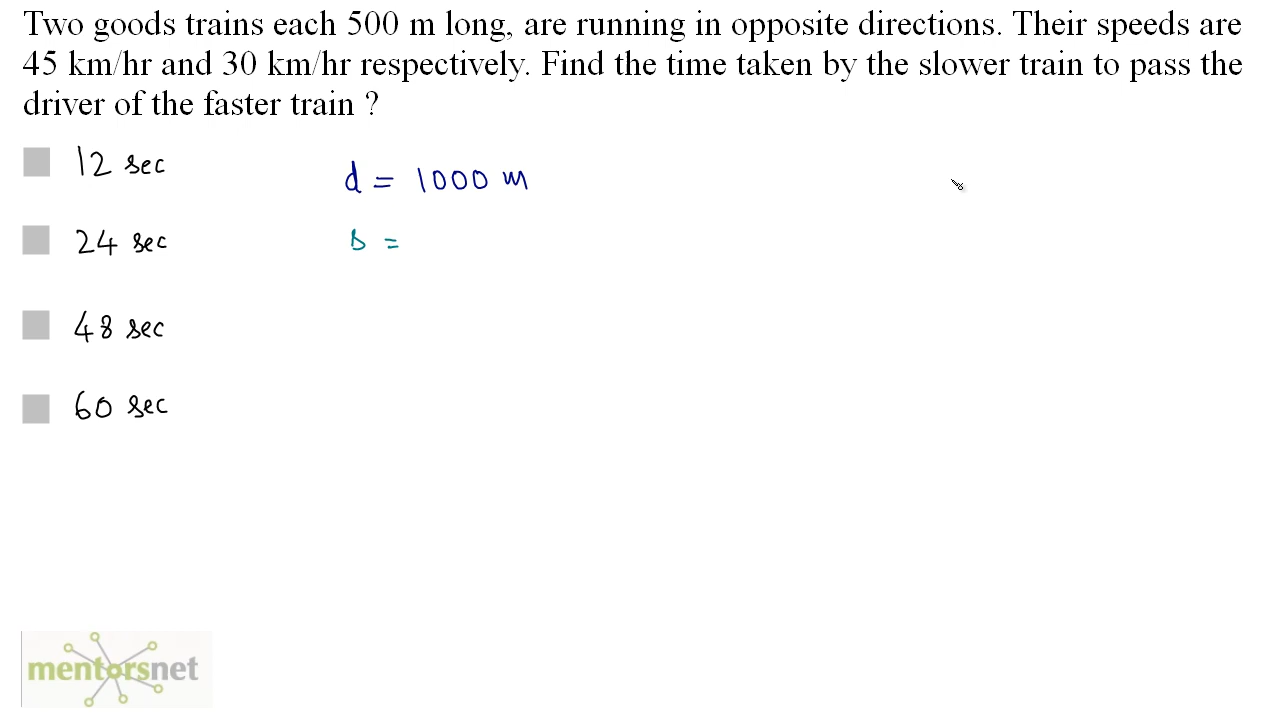 Two goods trains each 500 m long, are running in opposite directions. Their speeds are
45 km/hr and 30 km/hr respectively. Find the time taken by the slower train to pass the
driver of the faster train ?
12 sec
d = 1000 m
24 sec
s =
48 sec
60 sec
mentorsnet